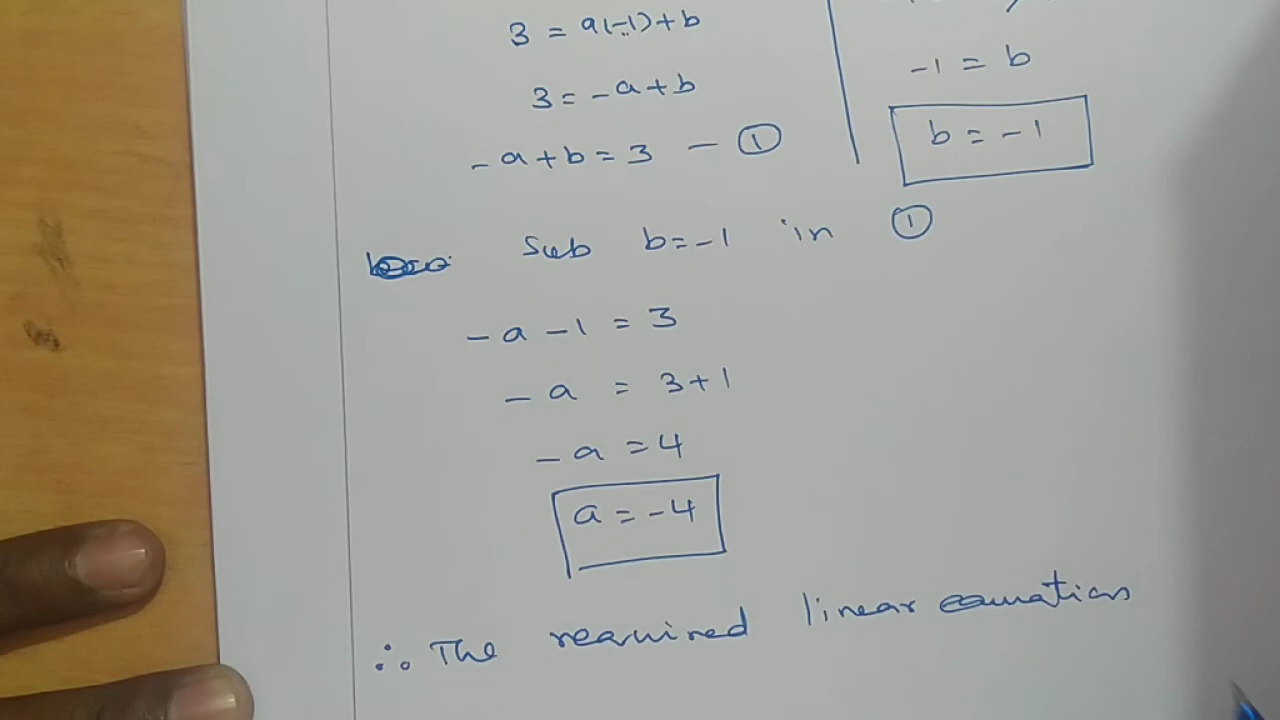 3 = a(-1)+b
3 = -a+b
-a+b = 3 - ①
-1 = b
b = -1
Sub b=-1 in ①
-a-1 = 3
-a = 3+1
-a = 4
a = -4
∴ The required linear equations